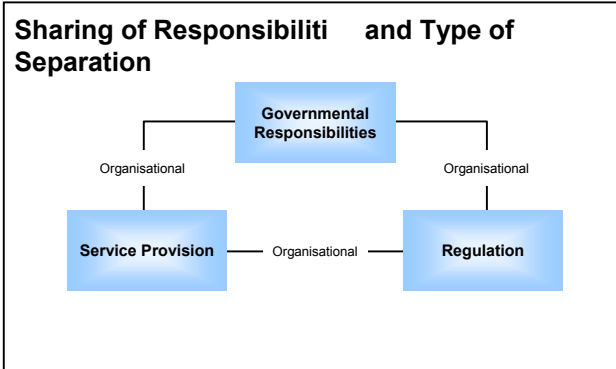 Sharing of Responsibiliti and Type of
Separation
Governmental
Responsibilities
Organisational
Organisational
Service Provision
Organisational
Regulation